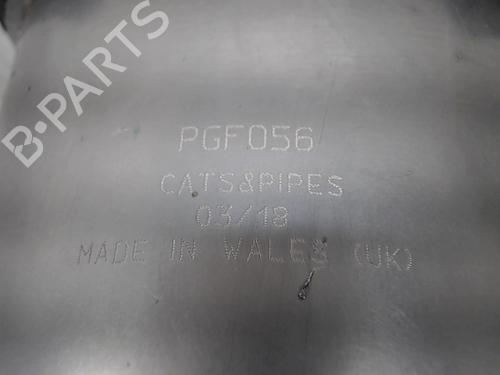 B-PARTS
PGF056
CATS&PIPES
03/18
MADE IN WALES (UK)